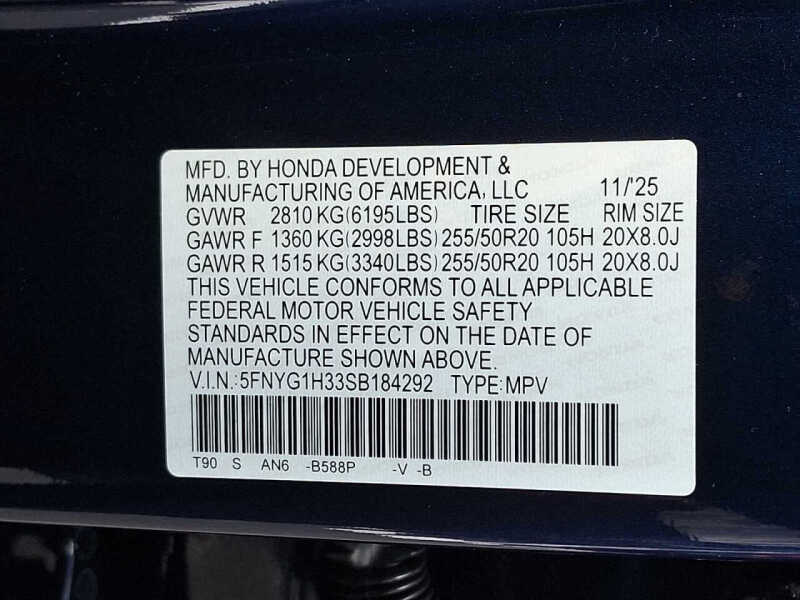 MFD. BY HONDA DEVELOPMENT &
MANUFACTURING OF AMERICA, LLC 11/'25
GVWR 2810 KG(6195LBS) TIRE SIZE RIM SIZE
GAWR F 1360 KG(2998LBS) 255/50R20 105H 20X8.0J
GAWR R 1515 KG(3340LBS) 255/50R20 105H 20X8.0J
THIS VEHICLE CONFORMS TO ALL APPLICABLE
FEDERAL MOTOR VEHICLE SAFETY
STANDARDS IN EFFECT ON THE DATE OF
MANUFACTURE SHOWN ABOVE.
V.I.N.:5FNYG1H33SB184292 TYPE:MPV
T90 S AN6 -B588P -V -B